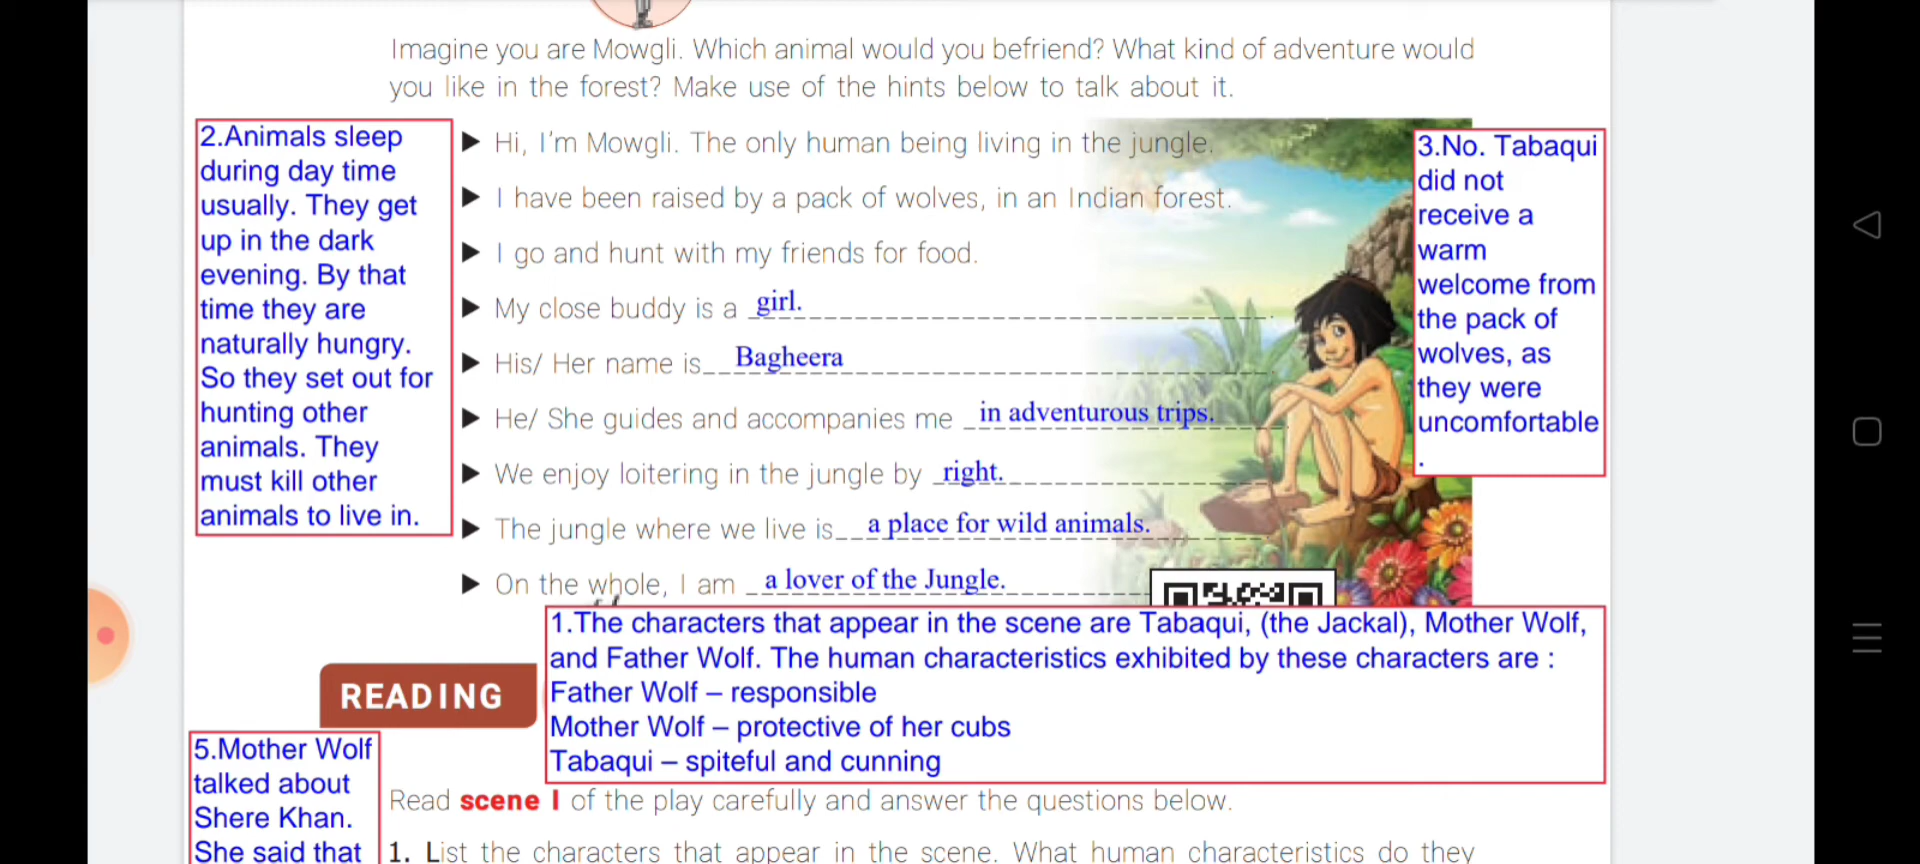 Imagine you are Mowgli. Which animal would you befriend? What kind of adventure would
you like in the forest? Make use of the hints below to talk about it.
2.Animals sleep
during day time
usually. They get
up in the dark
evening. By that
time they are
naturally hungry.
So they set out for
hunting other
animals. They
must kill other
animals to live in.
▶ Hi, I'm Mowgli. The only human being living in the jungle.
▶ I have been raised by a pack of wolves, in an Indian forest.
▶ I go and hunt with my friends for food.
▶ My close buddy is a girl.
▶ His/ Her name is Bagheera
▶ He/ She guides and accompanies me in adventurous trips.
▶ We enjoy loitering in the jungle by right.
▶ The jungle where we live is a place for wild animals.
▶ On the whole, I am a lover of the Jungle.
3.No. Tabaqui
did not
receive a
warm
welcome from
the pack of
wolves, as
they were
uncomfortable
.
1.The characters that appear in the scene are Tabaqui, (the Jackal), Mother Wolf,
and Father Wolf. The human characteristics exhibited by these characters are :
Father Wolf – responsible
Mother Wolf – protective of her cubs
Tabaqui – spiteful and cunning
READING
5.Mother Wolf
talked about
Shere Khan.
She said that
Read scene I of the play carefully and answer the questions below.
1. List the characters that appear in the scene. What human characteristics do they